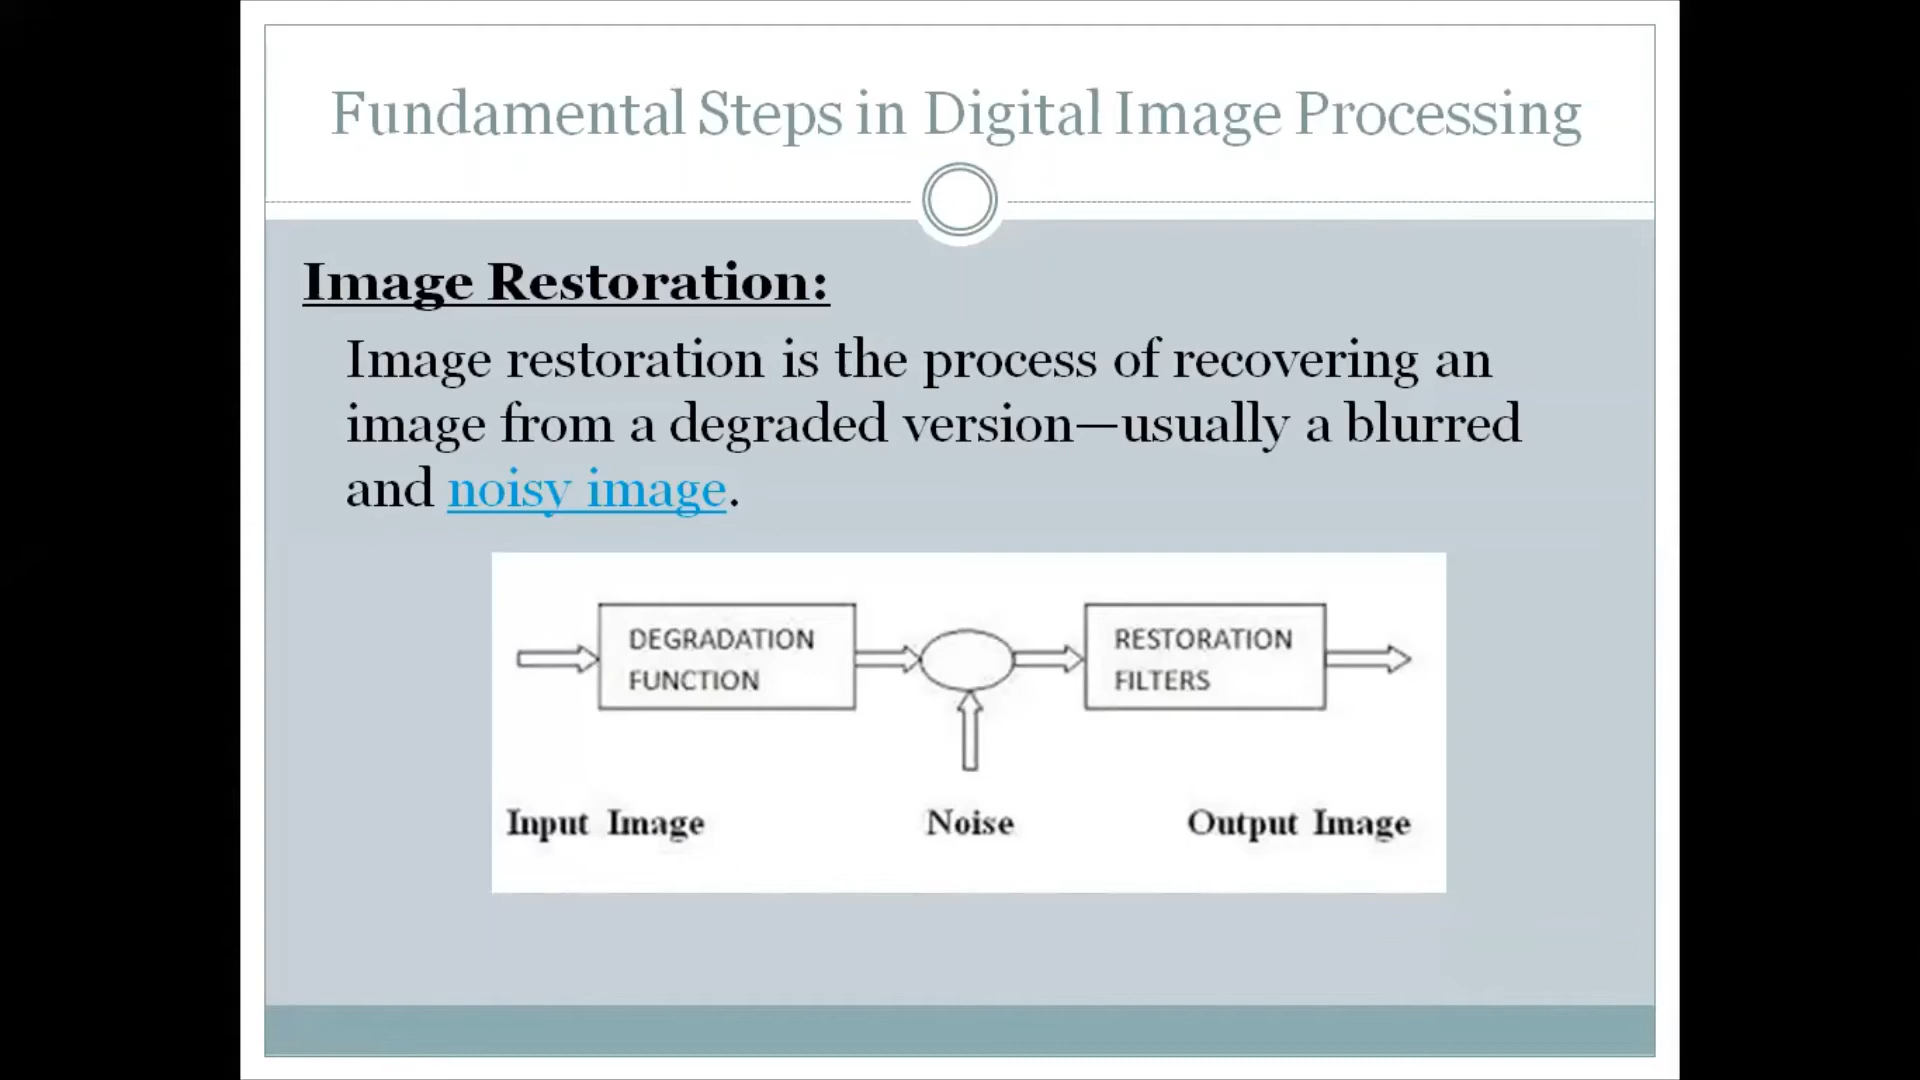 Fundamental Steps in Digital Image Processing
Image Restoration:
Image restoration is the process of recovering an
image from a degraded version—usually a blurred
and noisy image.
DEGRADATION
FUNCTION
RESTORATION
FILTERS
Input Image
Noise
Output Image